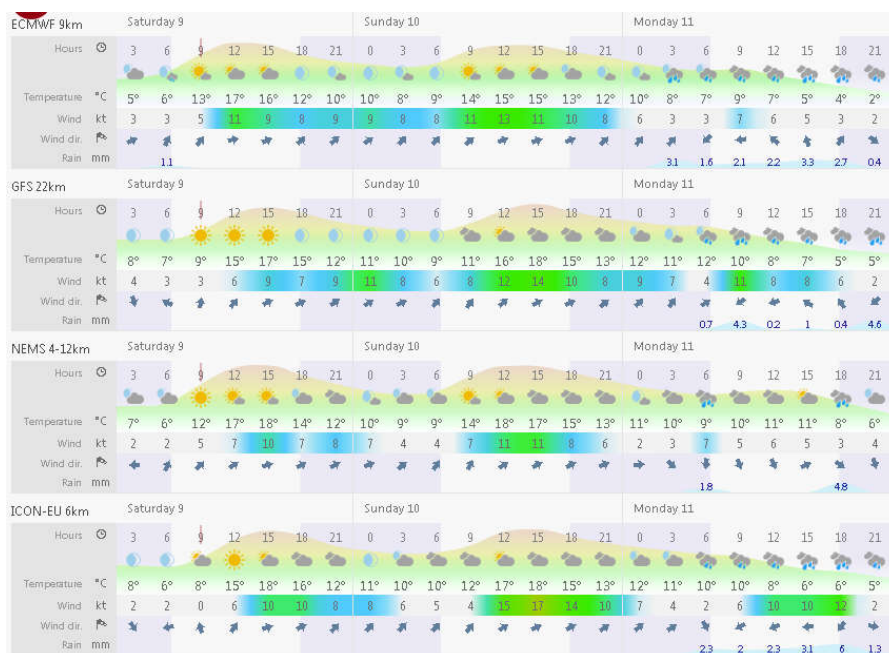 ECMWF 9km Saturday 9 Sunday 10 Monday 11
Hours 3 6 9 12 15 18 21 0 3 6 9 12 15 18 21 0 3 6 9 12 15 18 21
Temperature °C 5° 6° 13° 17° 16° 12° 10° 10° 8° 9° 14° 15° 15° 13° 12° 10° 8° 7° 9° 7° 5° 4° 2°
Wind kt 3 3 5 11 9 8 9 9 8 8 11 13 11 10 8 6 3 3 7 6 5 3 2
Wind dir.
Rain mm 1.1 3.1 1.6 2.1 2.2 3.3 2.7 0.4
GFS 22km Saturday 9 Sunday 10 Monday 11
Hours 3 6 9 12 15 18 21 0 3 6 9 12 15 18 21 0 3 6 9 12 15 18 21
Temperature °C 8° 7° 9° 17° 17° 15° 12° 11° 10° 9° 11° 16° 16° 15° 13° 12° 11° 12° 10° 9° 7° 5° 5°
Wind kt 4 3 3 6 9 7 9 11 8 6 8 12 14 10 8 9 7 4 11 8 8 6 2
Wind dir.
Rain mm 0.7 4.3 0.2 1 0.4 4.6
NEMS 4-12km Saturday 9 Sunday 10 Monday 11
Hours 3 6 9 12 15 18 21 0 3 6 9 12 15 18 21 0 3 6 9 12 15 18 21
Temperature °C 7° 6° 12° 17° 18° 14° 12° 10° 9° 9° 14° 18° 18° 15° 13° 11° 10° 9° 10° 11° 11° 8° 6°
Wind kt 2 2 5 7 10 7 8 7 4 4 7 11 11 8 6 2 3 7 5 6 5 3 4
Wind dir.
Rain mm 1.8 4.8
ICON-EU 6km Saturday 9 Sunday 10 Monday 11
Hours 3 6 9 12 15 18 21 0 3 6 9 12 15 18 21 0 3 6 9 12 15 18 21
Temperature °C 8° 6° 8° 15° 18° 16° 12° 11° 10° 10° 12° 17° 18° 15° 13° 12° 11° 10° 10° 8° 6° 6° 5°
Wind kt 2 2 0 6 10 10 8 8 6 5 4 15 17 14 10 7 4 2 6 10 10 12 2
Wind dir.
Rain mm 2.3 2 2.3 3.1 6 1.3